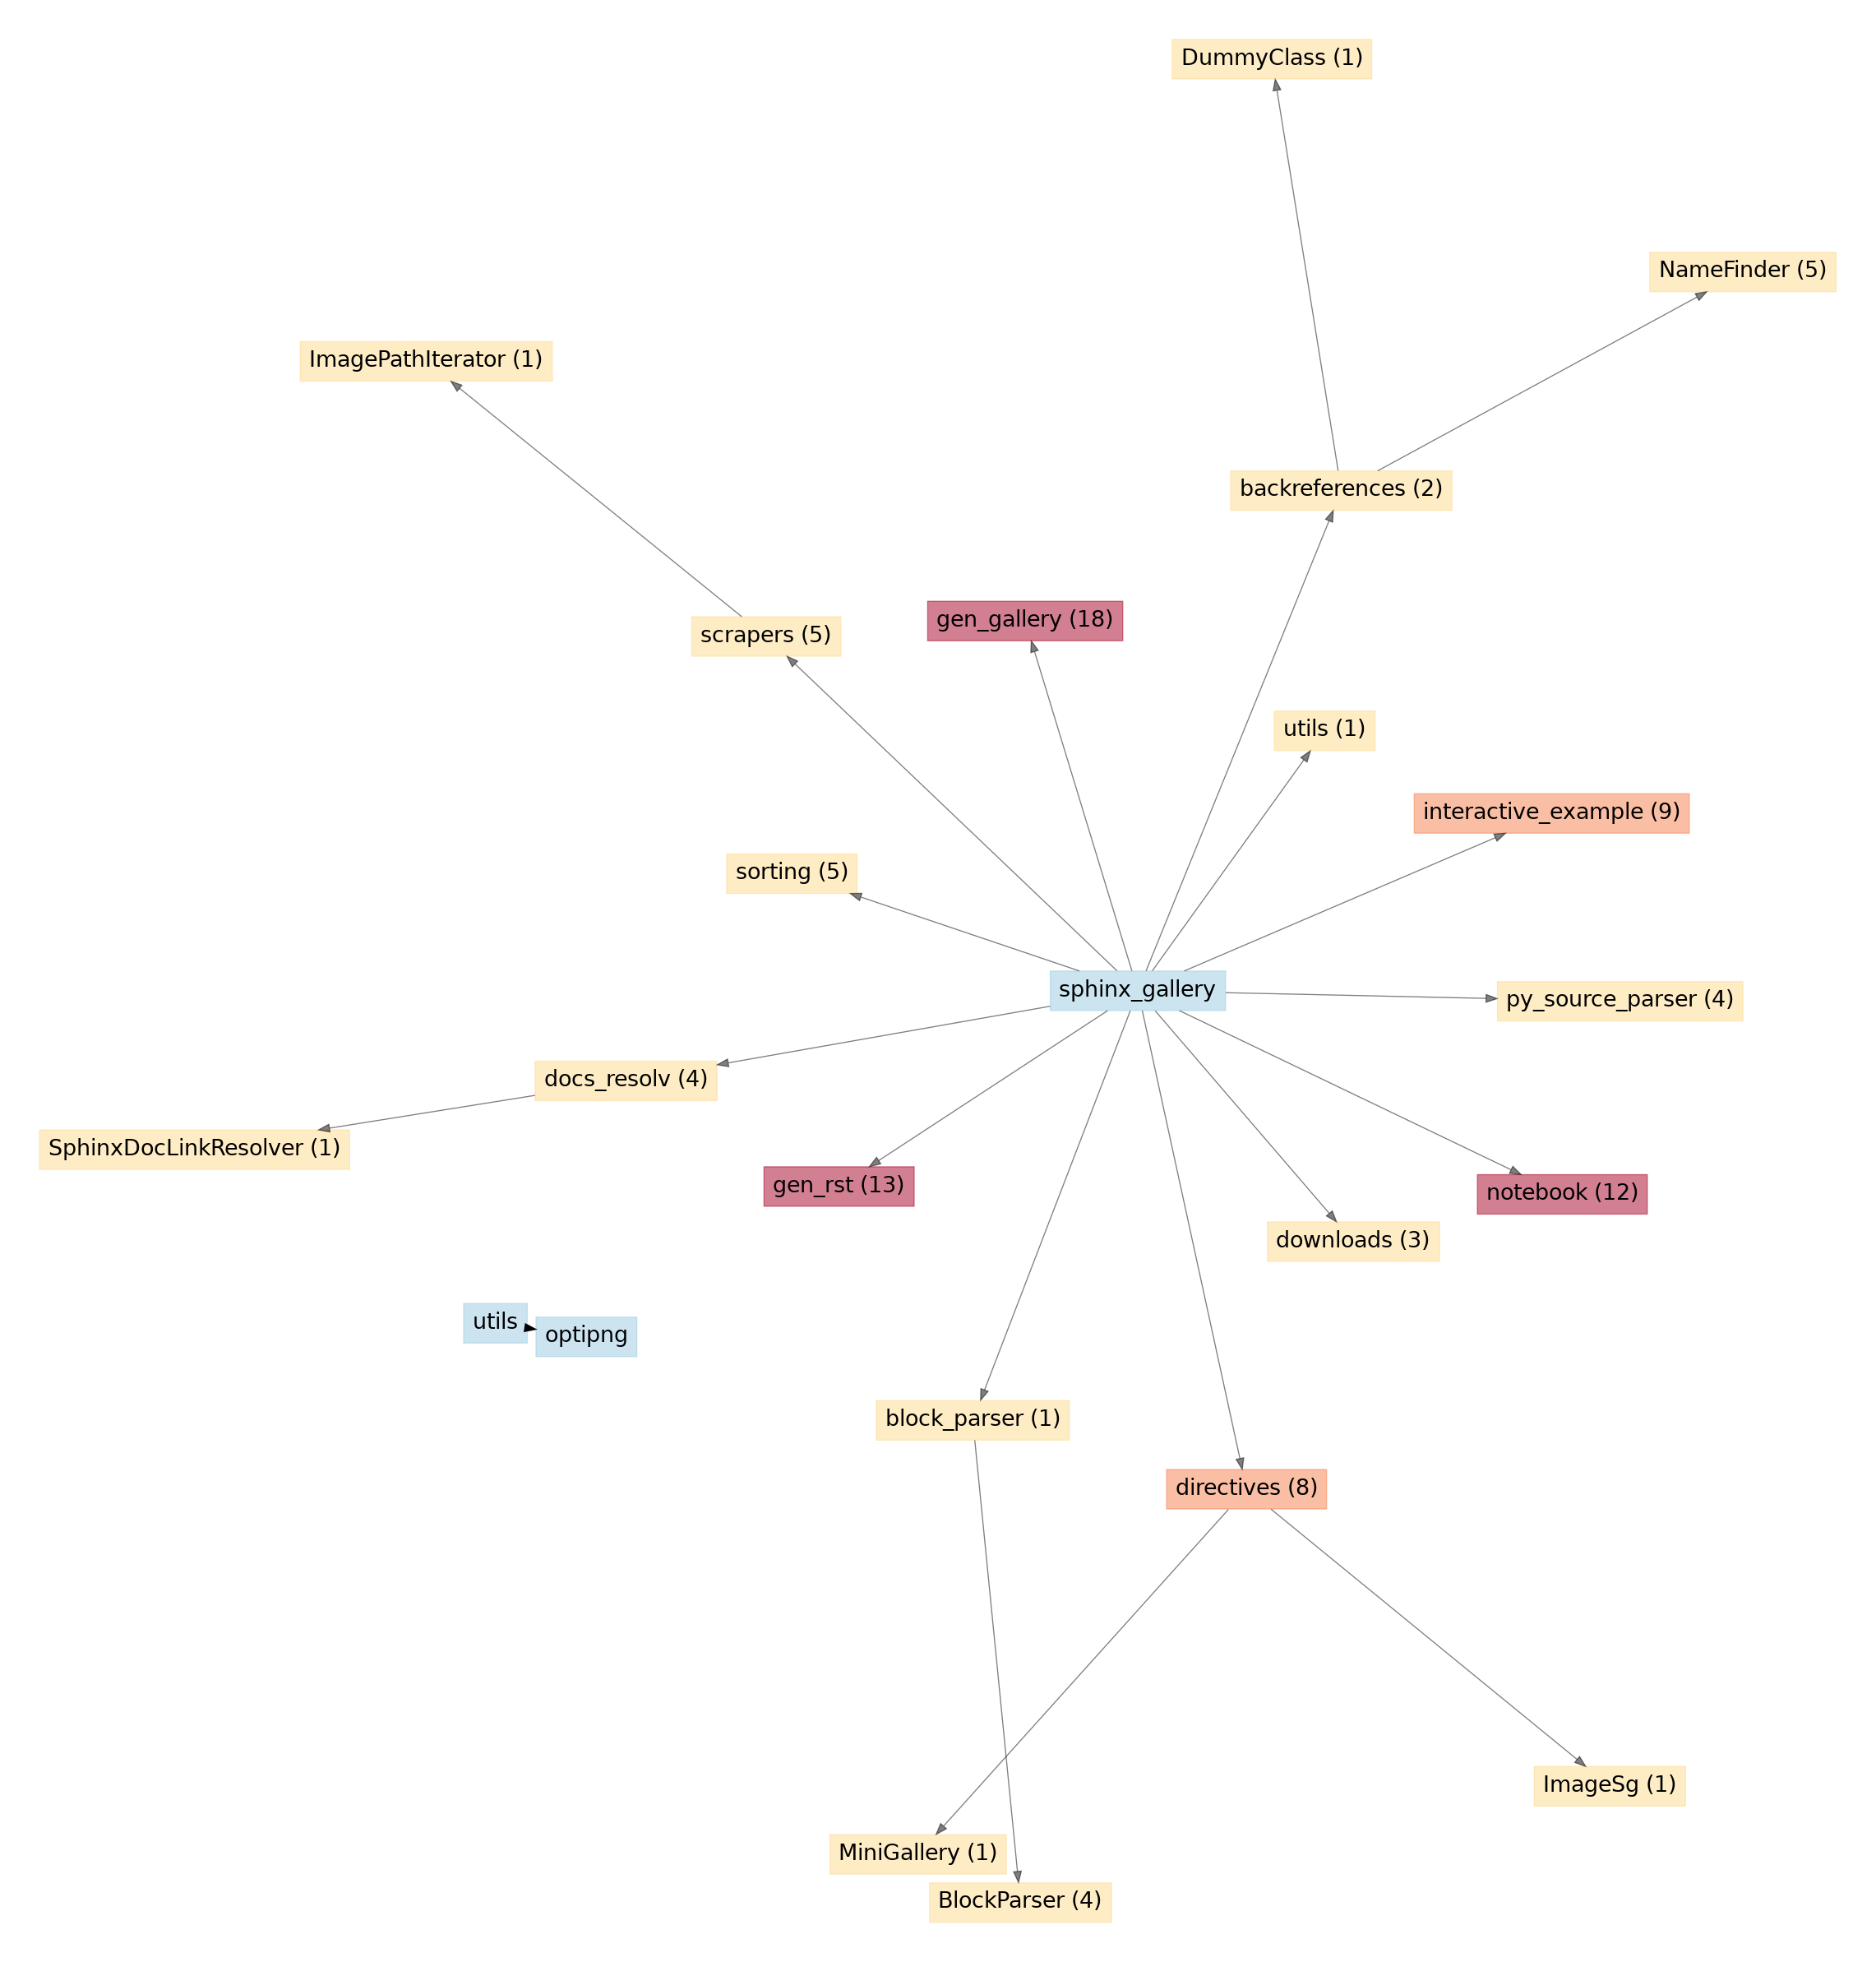 DummyClass (1)
NameFinder (5)
ImagePathIterator (1)
backreferences (2)
gen_gallery (18)
scrapers (5)
utils (1)
interactive_example (9)
sorting (5)
sphinx_gallery
py_source_parser (4)
docs_resolv (4)
SphinxDocLinkResolver (1)
gen_rst (13)
notebook (12)
downloads (3)
utils
optipng
block_parser (1)
directives (8)
ImageSg (1)
MiniGallery (1)
BlockParser (4)